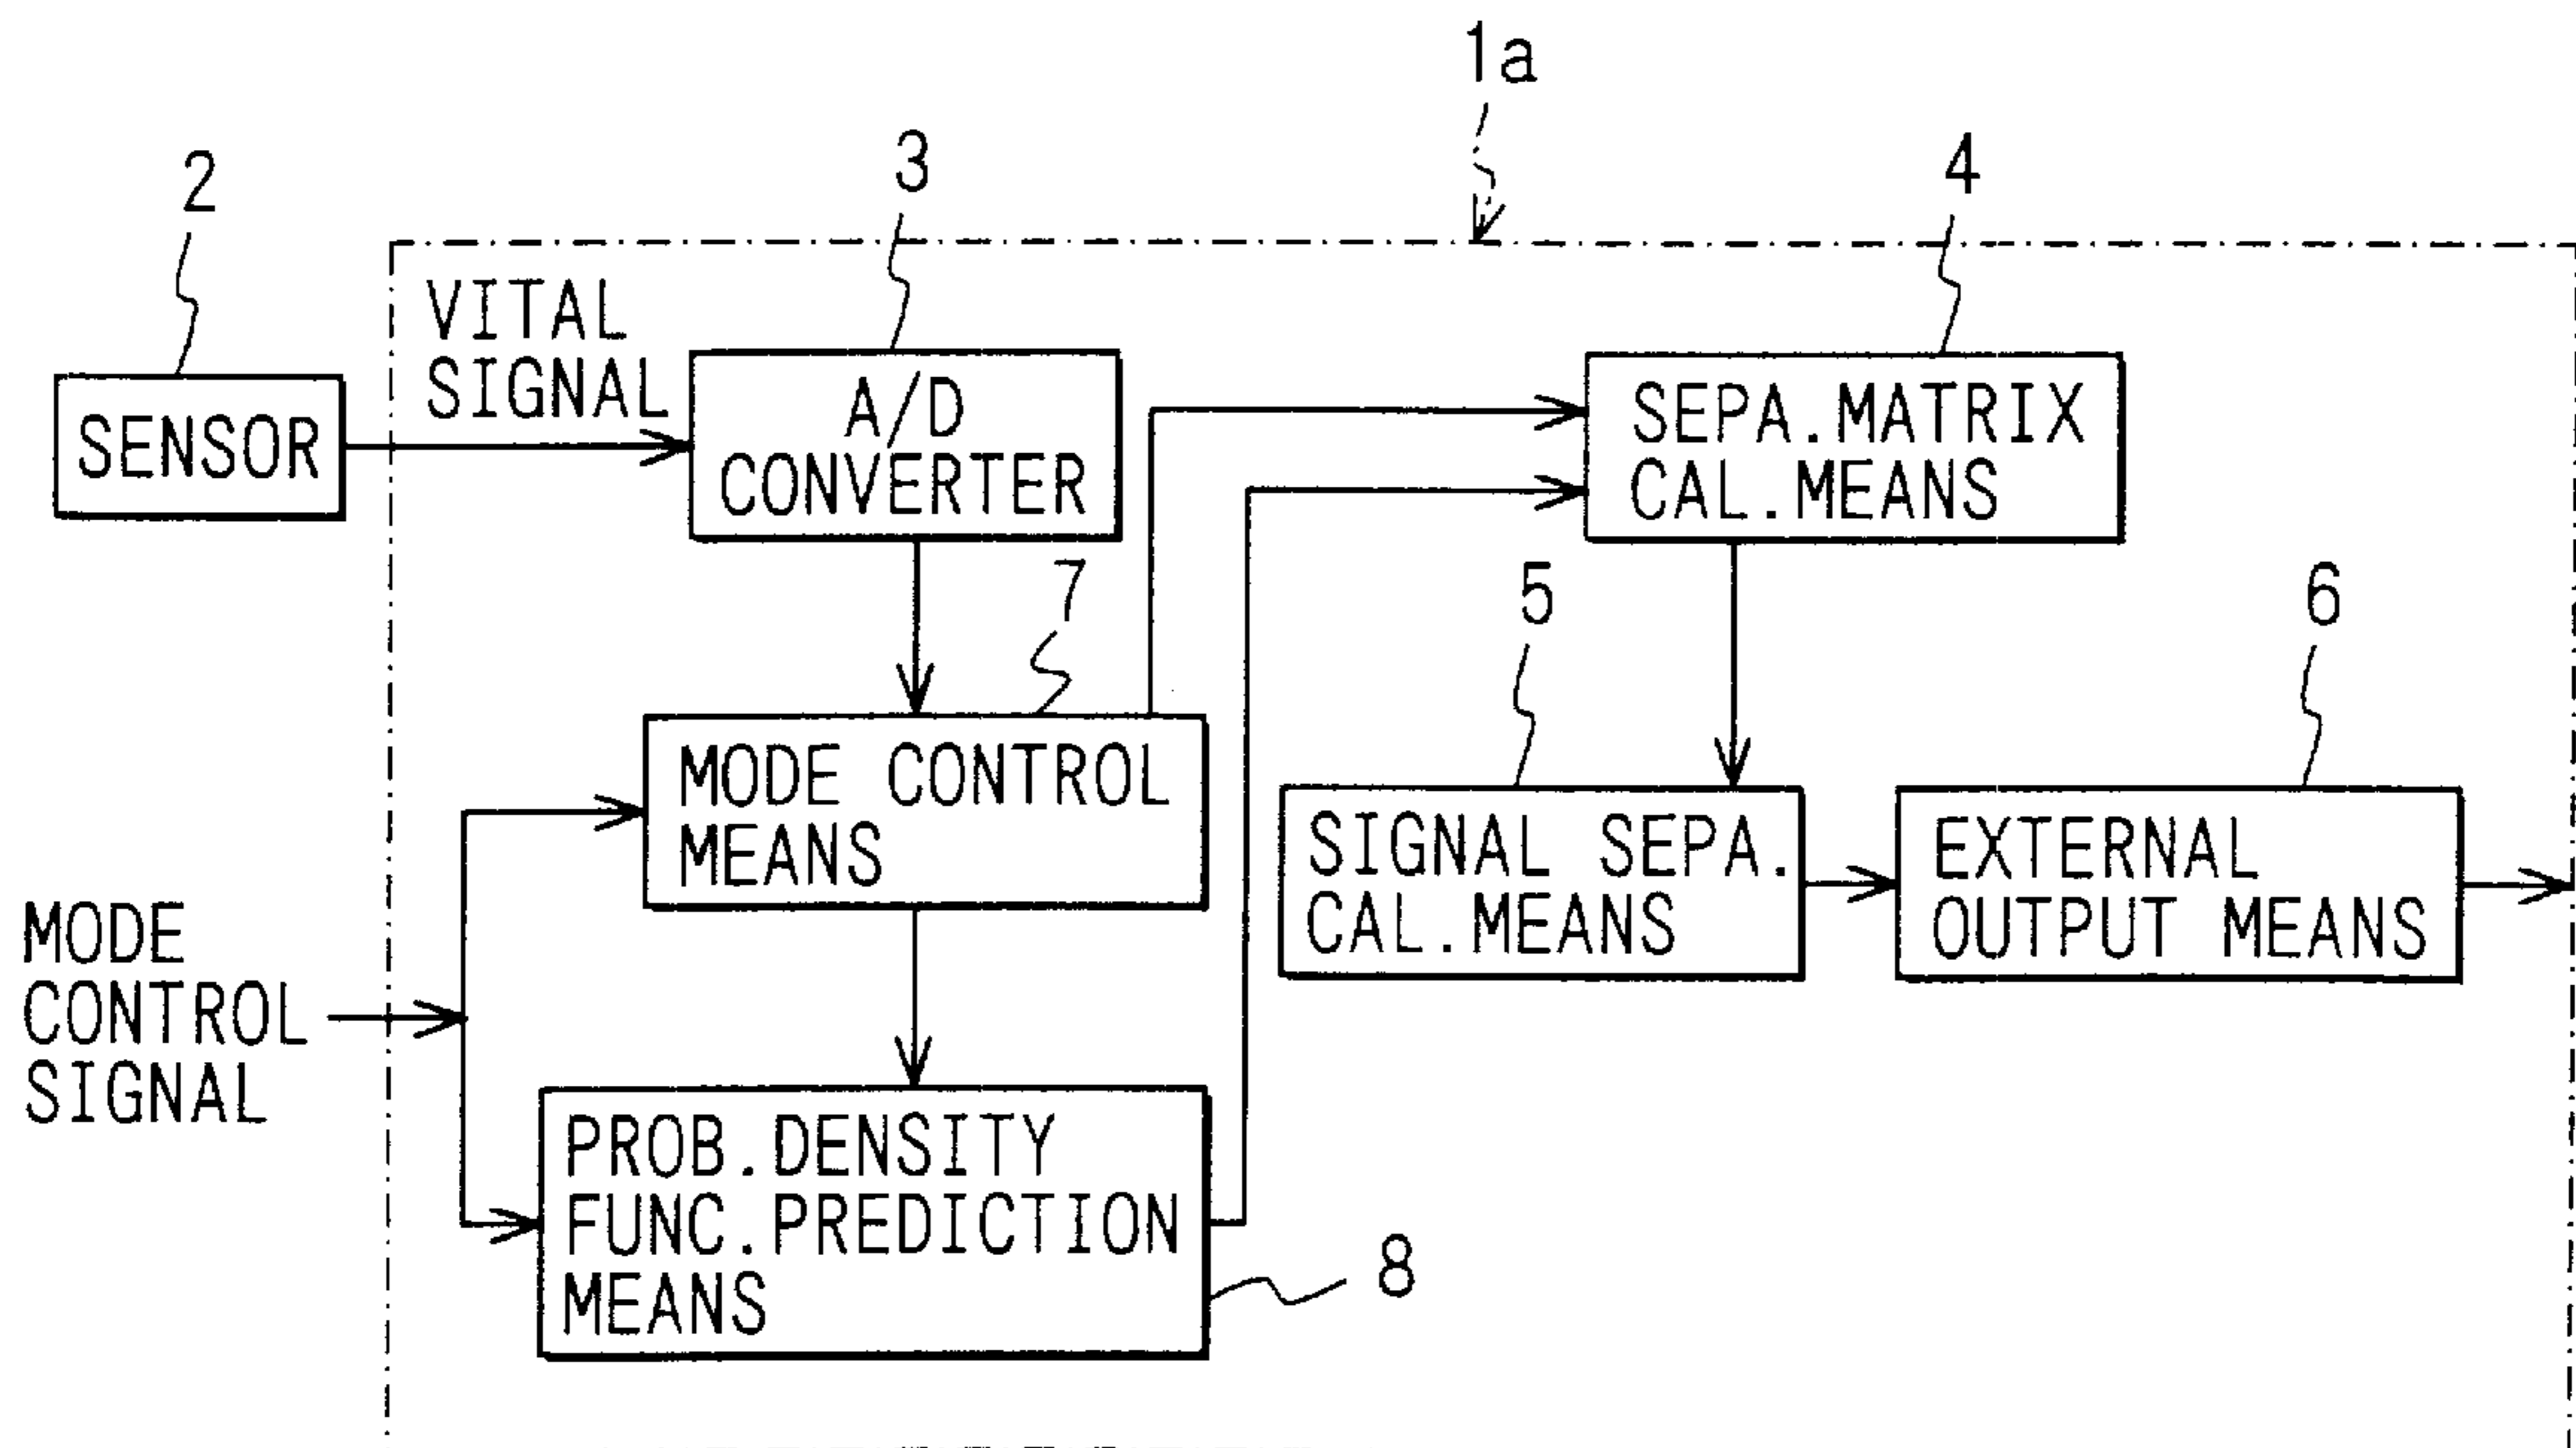 1a
2
3
4
VITAL
SIGNAL
SENSOR
A/D
CONVERTER
SEPA.MATRIX
CAL.MEANS
7
5
6
MODE CONTROL
MEANS
SIGNAL SEPA.
CAL.MEANS
EXTERNAL
OUTPUT MEANS
MODE
CONTROL
SIGNAL
PROB.DENSITY
FUNC.PREDICTION
MEANS
8